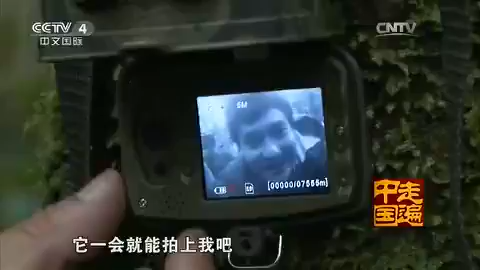 CCTV 4
中文国际
CNTV
5M
[00000/07555m]
走遍
中国
它一会就能拍上我吧